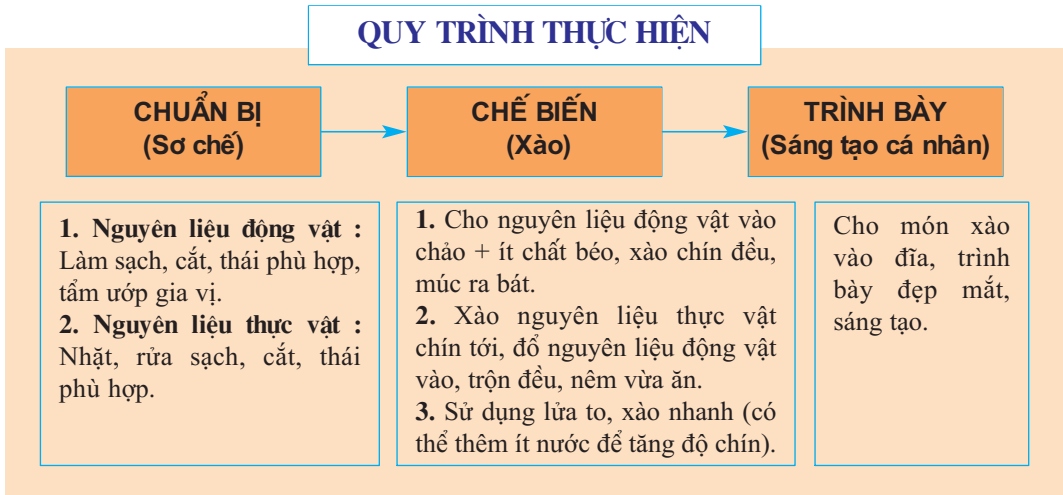 QUY TRÌNH THỰC HIỆN
CHUẨN BỊ
(Sơ chế)
CHẾ BIẾN
(Xào)
TRÌNH BÀY
(Sáng tạo cá nhân)
1. Nguyên liệu động vật :
Làm sạch, cắt, thái phù hợp,
tẩm ướp gia vị.
2. Nguyên liệu thực vật :
Nhặt, rửa sạch, cắt, thái
phù hợp.
1. Cho nguyên liệu động vật vào
chảo + ít chất béo, xào chín đều,
múc ra bát.
2. Xào nguyên liệu thực vật
chín tới, đổ nguyên liệu động vật
vào, trộn đều, nêm vừa ăn.
3. Sử dụng lửa to, xào nhanh (có
thể thêm ít nước để tăng độ chín).
Cho món xào
vào đĩa, trình
bày đẹp mắt,
sáng tạo.